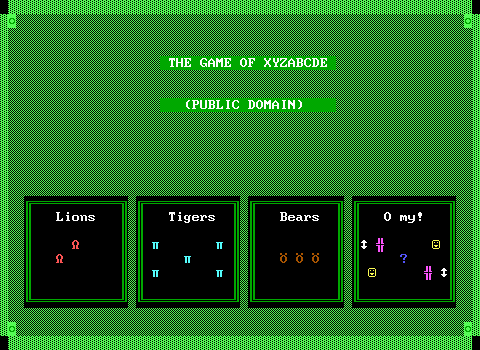 THE GAME OF XYZABCDE
(PUBLIC DOMAIN)
Lions Tigers Bears O my!
Ω
Ω
π π
π
π π
♉ ♉ ♉
↕ ╬ ☺
?
☺ ╬ ↕